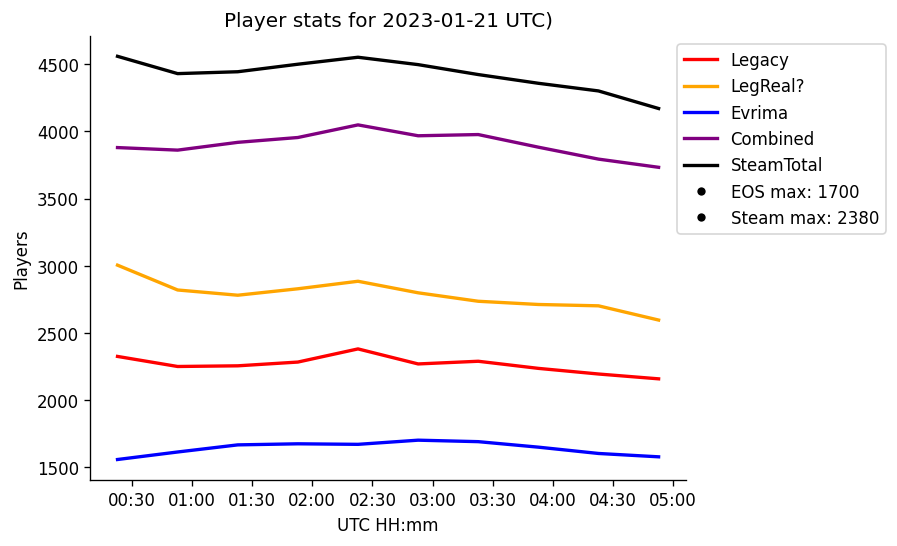 Player stats for 2023-01-21 UTC)
4500
4000
3500
3000
2500
2000
1500
Players
00:30 01:00 01:30 02:00 02:30 03:00 03:30 04:00 04:30 05:00
UTC HH:mm
Legacy
LegReal?
Evrima
Combined
SteamTotal
EOS max: 1700
Steam max: 2380